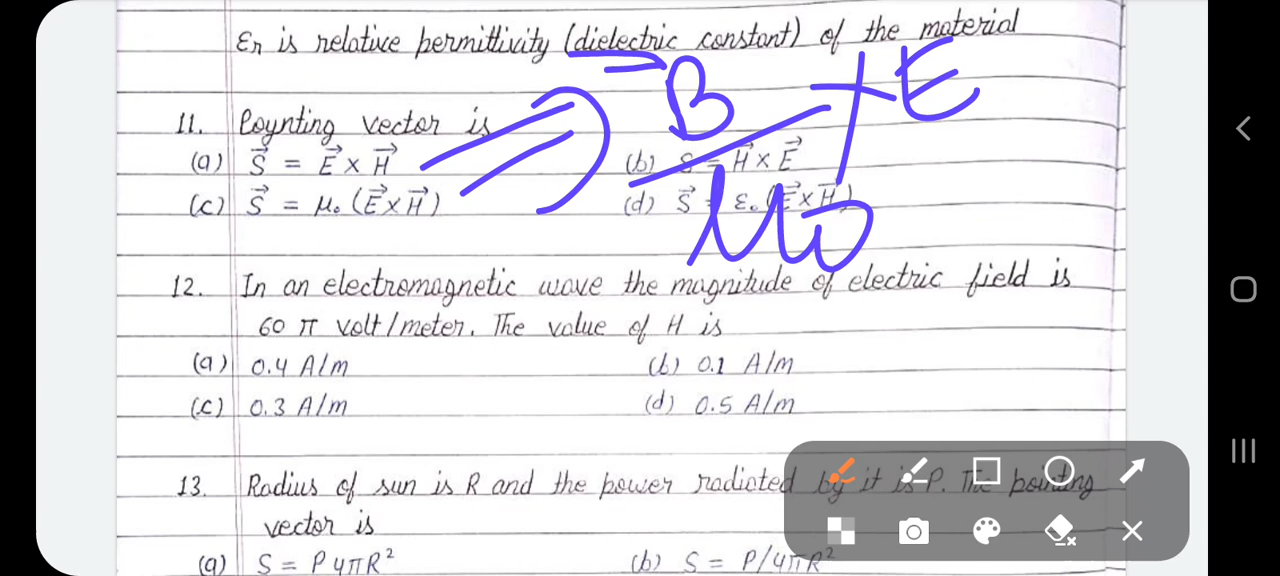 εr is relative permittivity (dielectric constant) of the material
11. Poynting vector is
(a) S⃗ = E⃗ × H⃗ (b) S⃗ = H⃗ × E⃗
(c) S⃗ = μ₀ (E⃗×H⃗) (d) S⃗ = ε₀ (E⃗×H⃗)
B⃗/μ₀ × E
12. In an electromagnetic wave the magnitude of electric field is
60 π volt/meter. The value of H is
(a) 0.4 A/m (b) 0.1 A/m
(c) 0.3 A/m (d) 0.5 A/m
13. Radius of sun is R and the power radiated by it is P. The pointing
vector is
(a) S = P4πR² (b) S = P/4πR²